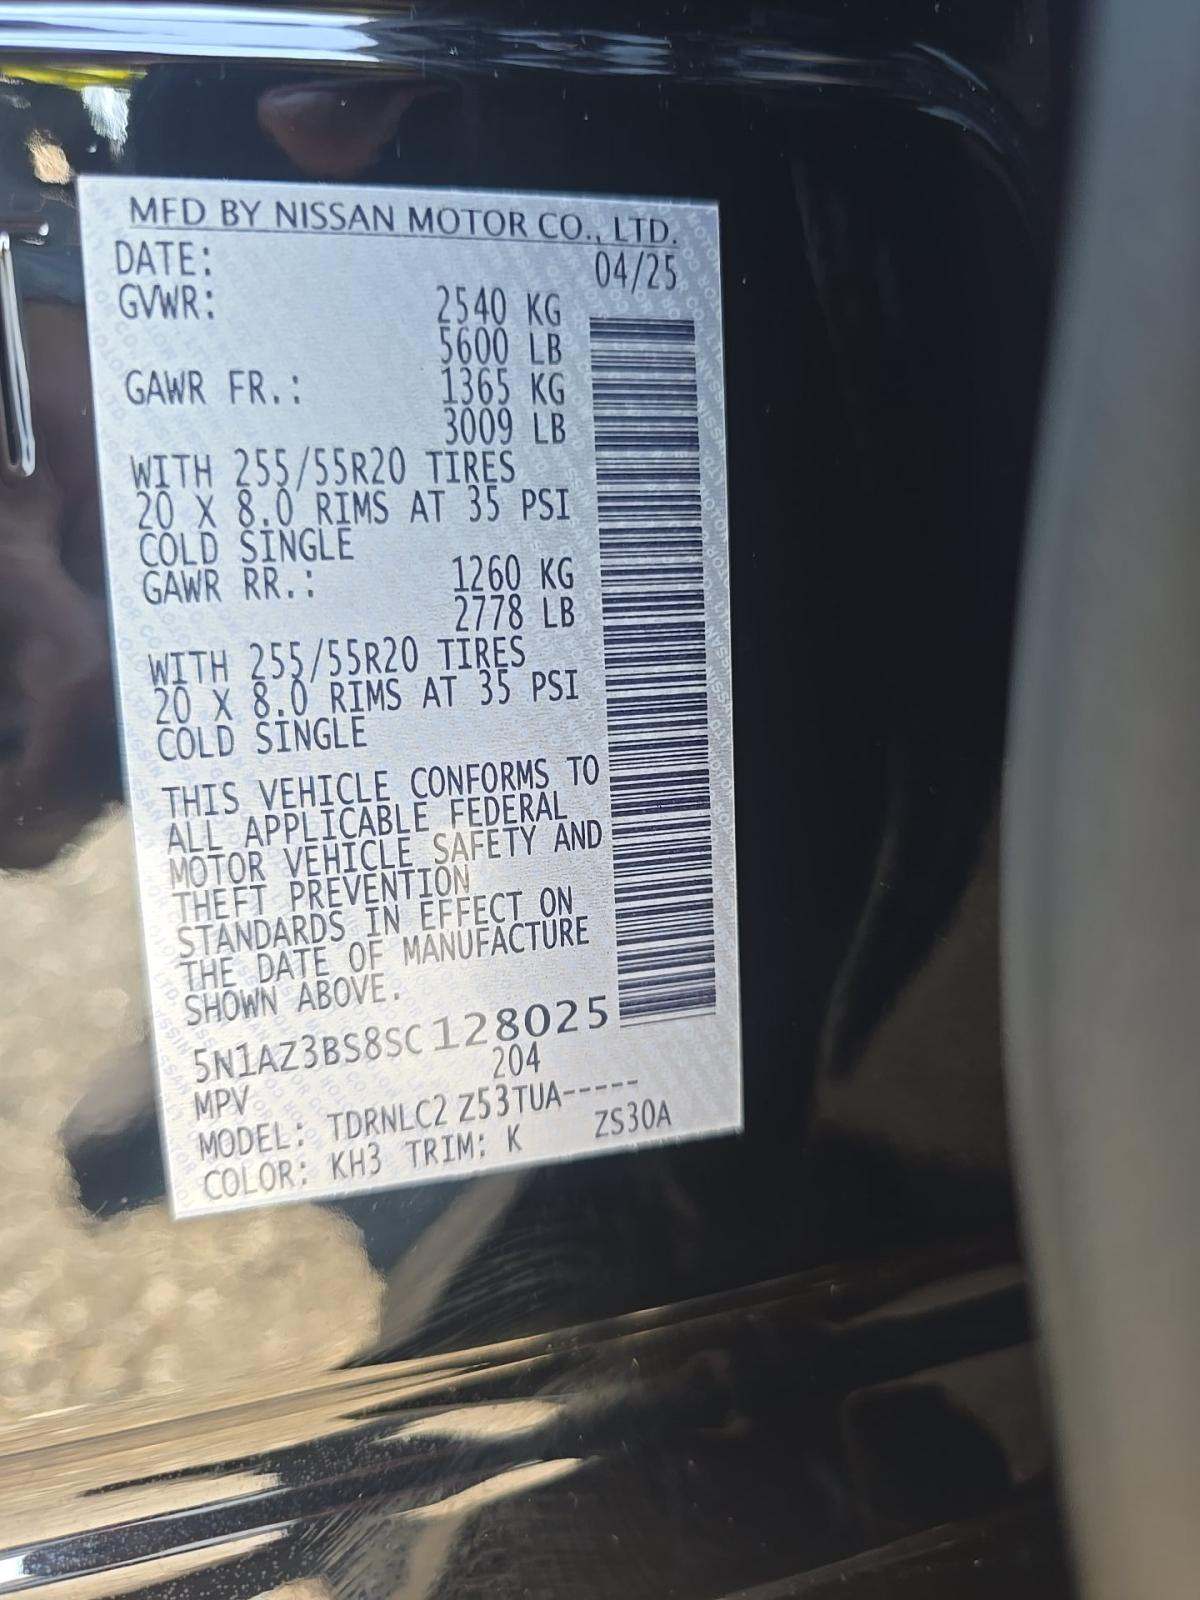 MFD BY NISSAN MOTOR CO., LTD.
DATE: 04/25
GVWR: 2540 KG
5600 LB
GAWR FR.: 1365 KG
3009 LB
WITH 255/55R20 TIRES
20 X 8.0 RIMS AT 35 PSI
COLD SINGLE
GAWR RR.: 1260 KG
2778 LB
WITH 255/55R20 TIRES
20 X 8.0 RIMS AT 35 PSI
COLD SINGLE
THIS VEHICLE CONFORMS TO
ALL APPLICABLE FEDERAL
MOTOR VEHICLE SAFETY AND
THEFT PREVENTION
STANDARDS IN EFFECT ON
THE DATE OF MANUFACTURE
SHOWN ABOVE.
5N1AZ3BS8SC128025
MPV 204
MODEL: TDRNLC2 Z53TUA-----
COLOR: KH3 TRIM: K ZS30A